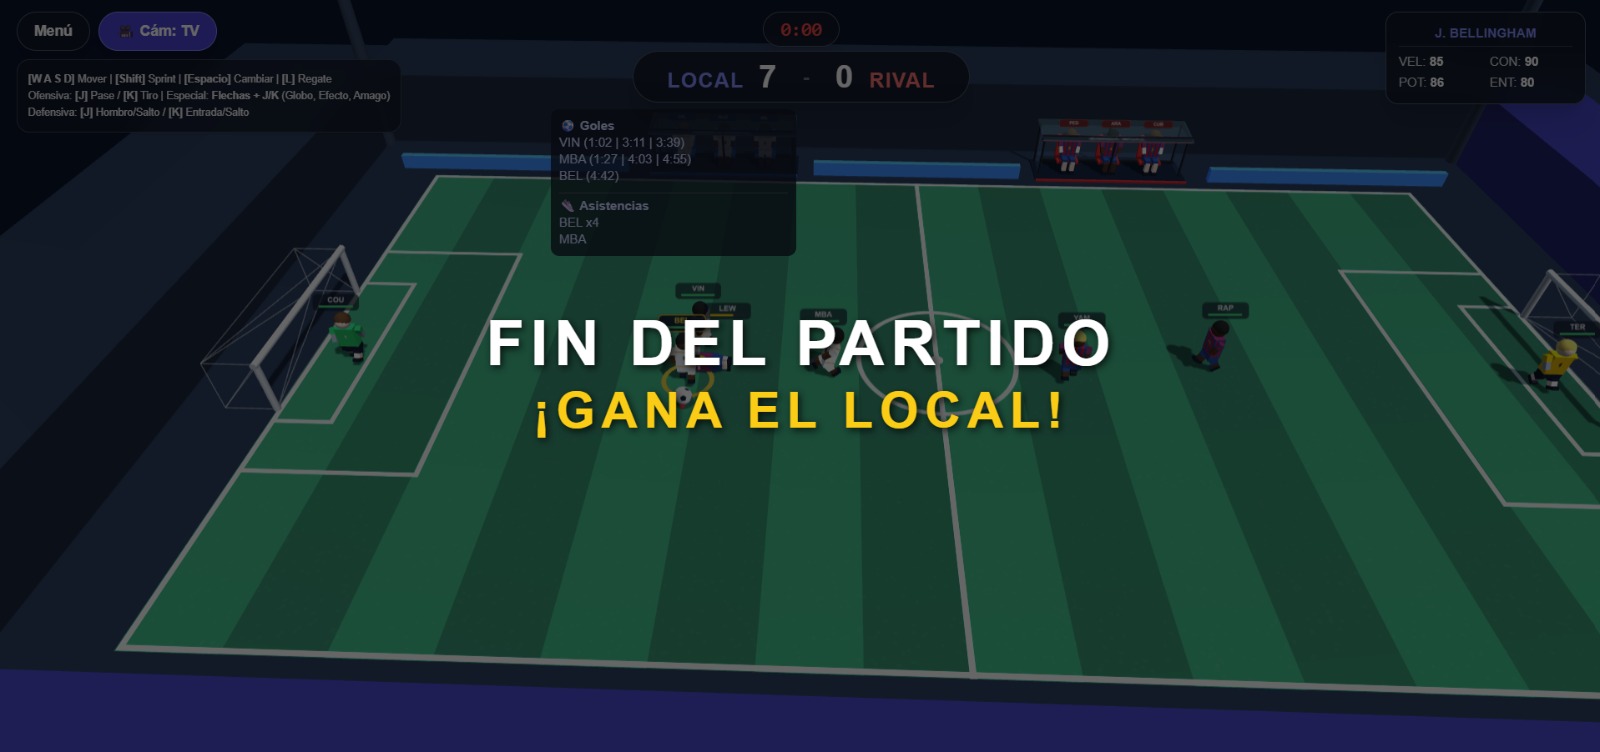 Menú
Cám: TV
[W A S D] Mover | [Shift] Sprint | [Espacio] Cambiar | [L] Regate
Ofensiva: [J] Pase / [K] Tiro | Especial: Flechas + J/K (Globo, Efecto, Amago)
Defensiva: [J] Hombro/Salto / [K] Entrada/Salto
0:00
LOCAL 7 - 0 RIVAL
J. BELLINGHAM
VEL: 85 CON: 90
POT: 86 ENT: 80
Goles
VIN (1:02 | 3:11 | 3:39)
MBA (1:27 | 4:03 | 4:55)
BEL (4:42)
Asistencias
BEL x4
MBA
COU
VIN
LEW
MBA
YAM
RAP
TER
FIN DEL PARTIDO
¡GANA EL LOCAL!